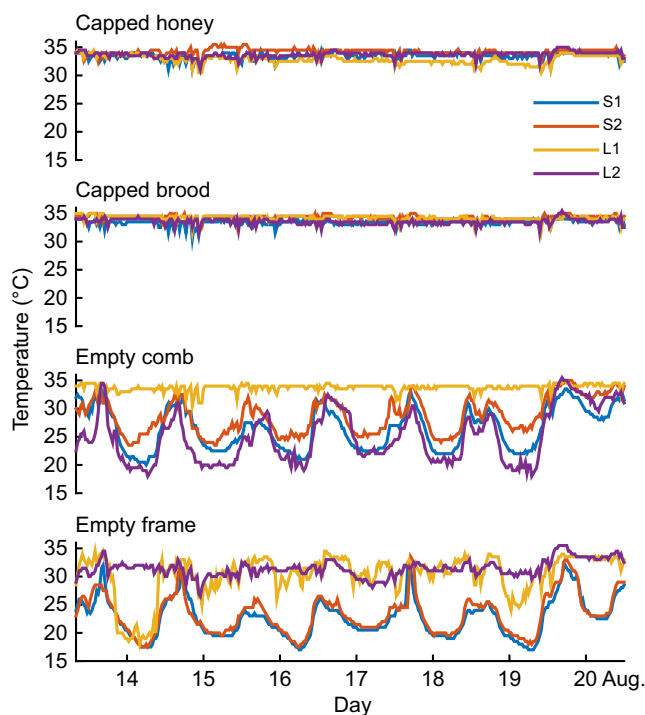 Capped honey
35
30
25
20
15
S1
S2
L1
L2
Capped brood
35
30
25
20
15
Temperature (°C)
Empty comb
35
30
25
20
15
Empty frame
35
30
25
20
15
14 15 16 17 18 19 20 Aug.
Day